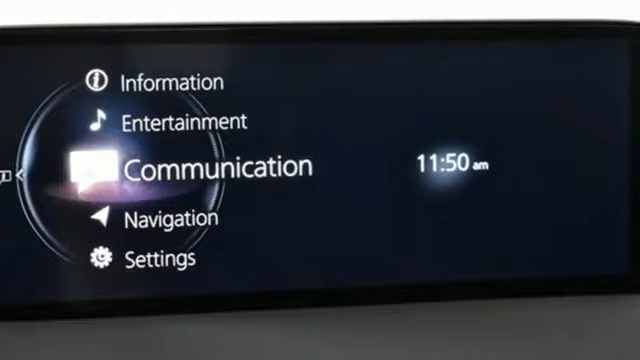 Information
Entertainment
Communication
11:50 am
Navigation
Settings